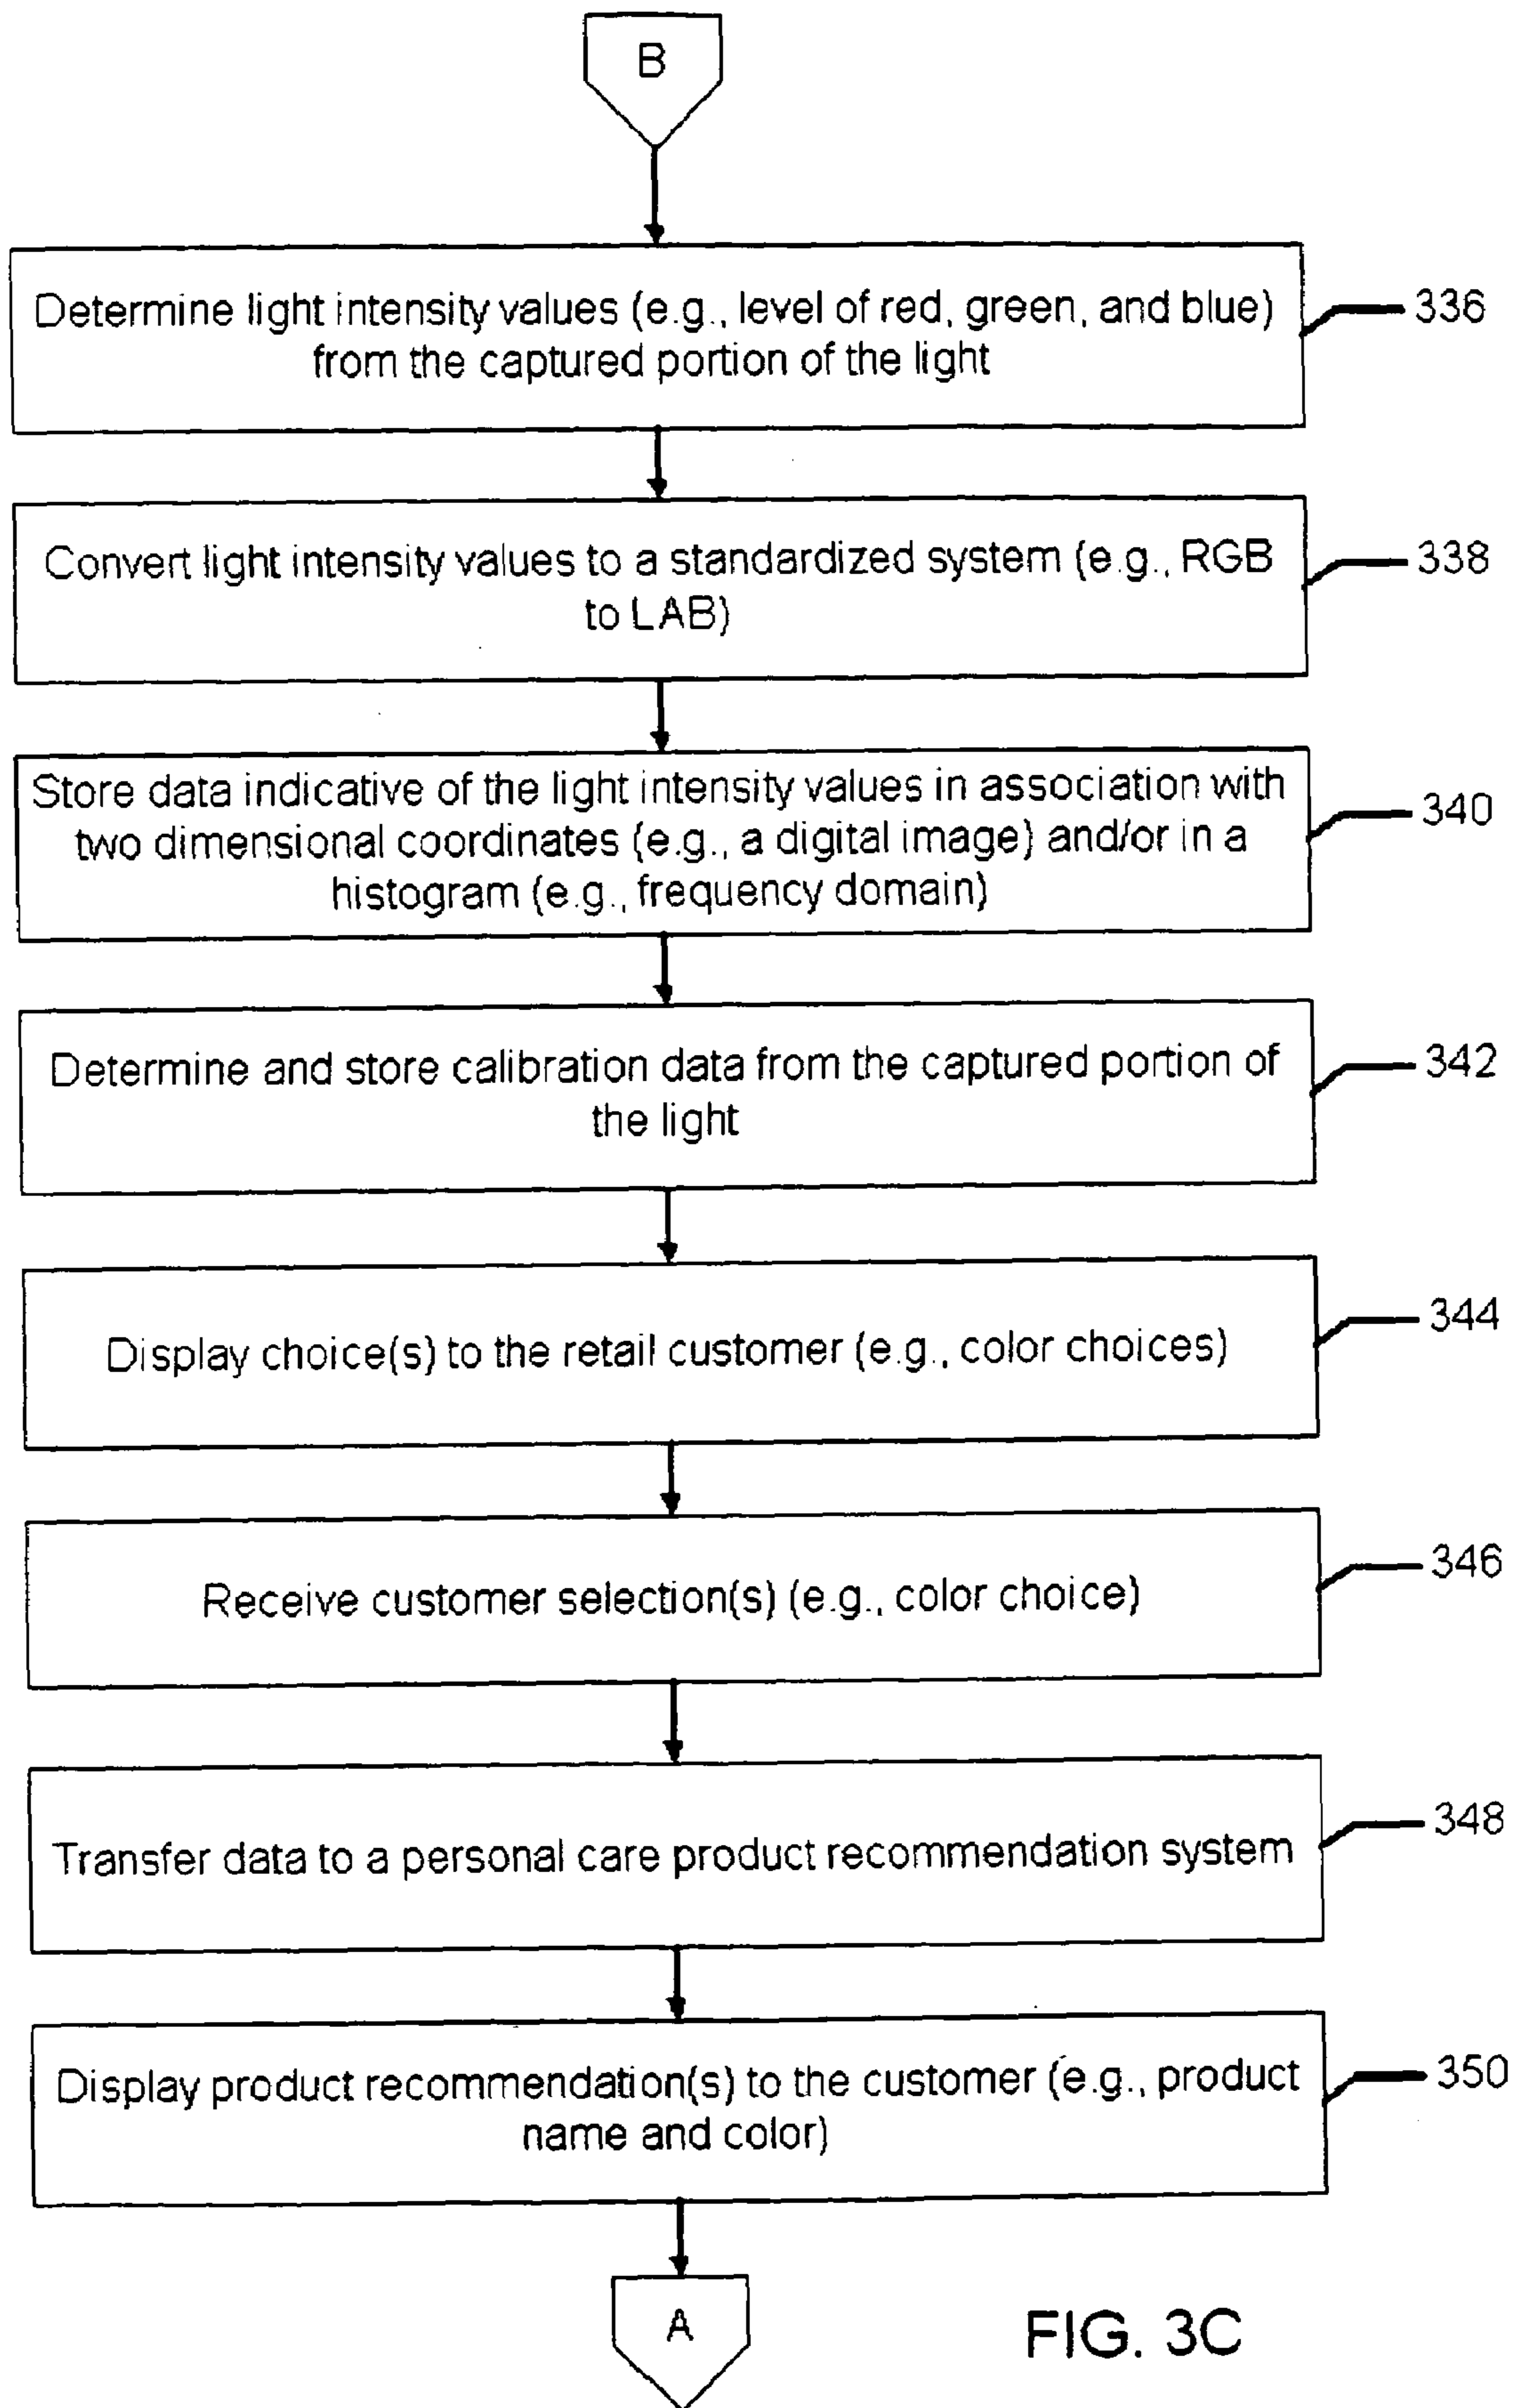 B
Determine light intensity values (e.g., level of red, green, and blue)
from the captured portion of the light
336
Convert light intensity values to a standardized system (e.g., RGB
to LAB)
338
Store data indicative of the light intensity values in association with
two dimensional coordinates (e.g., a digital image) and/or in a
histogram (e.g., frequency domain)
340
Determine and store calibration data from the captured portion of
the light
342
Display choice(s) to the retail customer (e.g., color choices)
344
Receive customer selection(s) (e.g., color choice)
346
Transfer data to a personal care product recommendation system
348
Display product recommendation(s) to the customer (e.g., product
name and color)
350
A
FIG. 3C